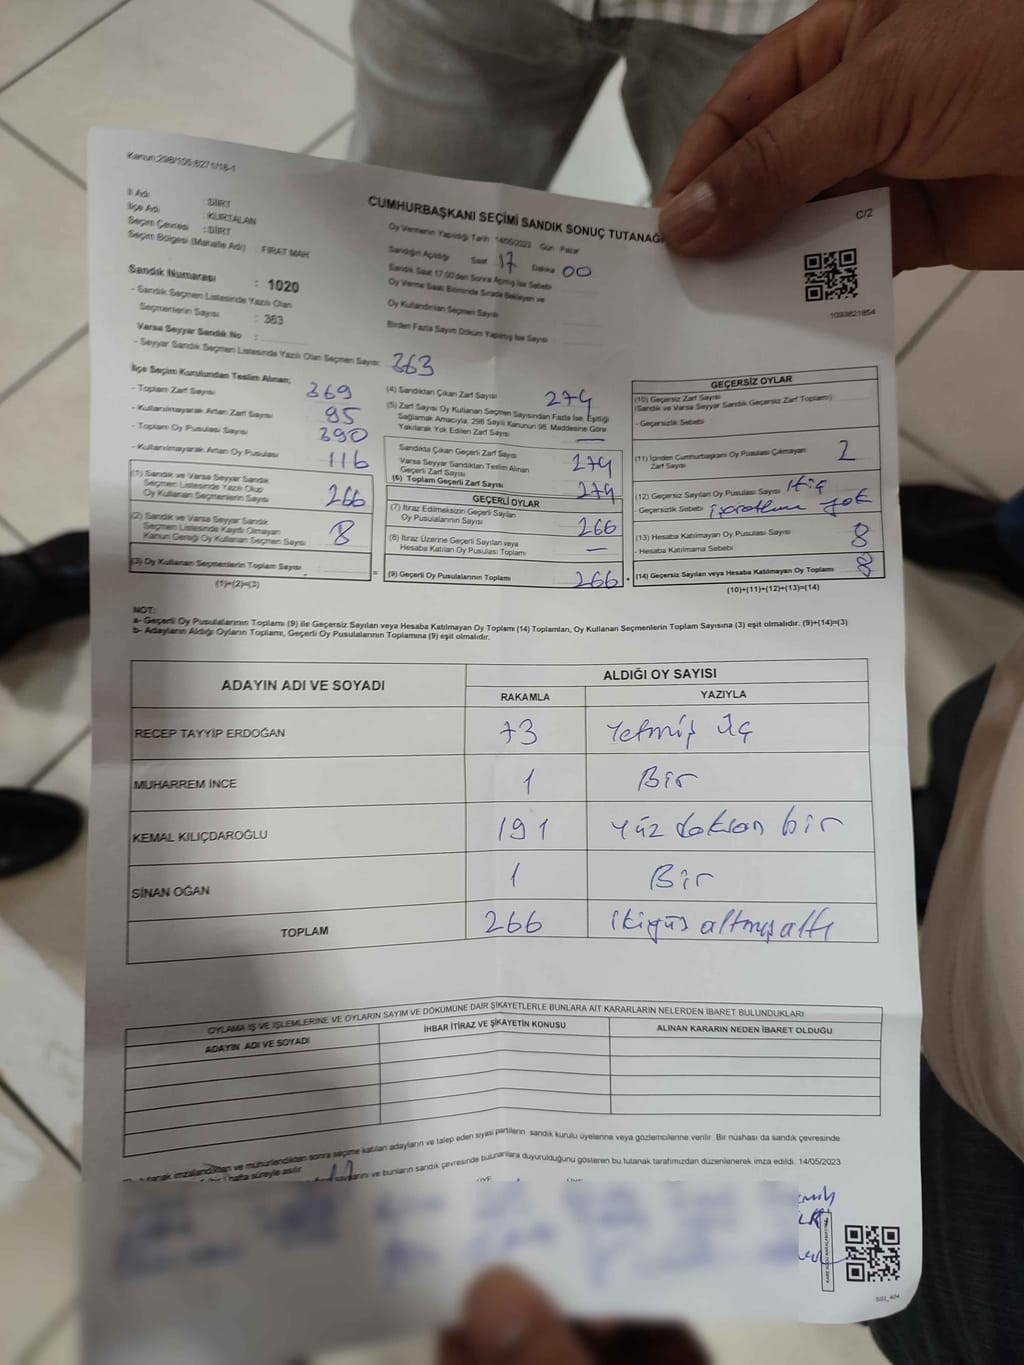 Kanun;298/105;6271/18-1
C/2
CUMHURBAŞKANI SEÇİMİ SANDIK SONUÇ TUTANAĞI
İl Adı : SİİRT
İlçe Adı : KURTALAN
Seçim Çevresi : SİİRT
Seçim Bölgesi (Mahalle Adı) : FIRAT MAH
Sandık Numarası : 1020
- Sandık Seçmen Listesinde Yazılı Olan
Seçmenlerin Sayısı : 363
Varsa Seyyar Sandık No :
- Seyyar Sandık Seçmen Listesinde Yazılı Olan Seçmen Sayısı: 363
Oy Vermenin Yapıldığı Tarih : 14/05/2023 Gün : Pazar
Sandığın Açıldığı Saat 17 Dakika 00
Sandık Saat 17:00'den Sonra Açılmış İse Sebebi
Oy Verme Saati Bitiminde Sırada Bekleyen ve
Oy Kullandırılan Seçmen Sayısı
Birden Fazla Sayım Döküm Yapılmış İse Sayısı :
1093821854
İlçe Seçim Kurulundan Teslim Alınan;
- Toplam Zarf Sayısı 369
- Kullanılmayarak Artan Zarf Sayısı 95
- Toplam Oy Pusulası Sayısı 390
- Kullanılmayarak Artan Oy Pusulası 116
(1) Sandık ve Varsa Seyyar Sandık
Seçmen Listesinde Yazılı Olup
Oy Kullanan Seçmenlerin Sayısı 266
(2) Sandık ve Varsa Seyyar Sandık
Seçmen Listesinde Kayıtlı Olmayan
Kanun Gereği Oy Kullanan Seçmen Sayısı 8
(3) Oy Kullanan Seçmenlerin Toplam Sayısı
(1)+(2)=(3)
(4) Sandıktan Çıkan Zarf Sayısı 274
(5) Zarf Sayısı Oy Kullanan Seçmen Sayısından Fazla İse, Eşitliği
Sağlamak Amacıyla, 298 Sayılı Kanunun 98. Maddesine Göre
Yakılarak Yok Edilen Zarf Sayısı —
Sandıkta Çıkan Geçerli Zarf Sayısı 274
Varsa Seyyar Sandıktan Teslim Alınan
Geçerli Zarf Sayısı
(6) Toplam Geçerli Zarf Sayısı 274
GEÇERLİ OYLAR
(7) İtiraz Edilmeksizin Geçerli Sayılan
Oy Pusulalarının Sayısı 266
(8) İtiraz Üzerine Geçerli Sayılan veya
Hesaba Katılan Oy Pusulası Toplamı —
= (9) Geçerli Oy Pusulalarının Toplamı 266
GEÇERSİZ OYLAR
(10) Geçersiz Zarf Sayısı
(Sandık ve Varsa Seyyar Sandık Geçersiz Zarf Toplamı)
- Geçersizlik Sebebi :
(11) İçinden Cumhurbaşkanı Oy Pusulası Çıkmayan
Zarf Sayısı 2
(12) Geçersiz Sayılan Oy Pusulası Sayısı
- Geçersizlik Sebebi yok
(13) Hesaba Katılmayan Oy Pusulası Sayısı 8
- Hesaba Katılmama Sebebi
+ (14) Geçersiz Sayılan veya Hesaba Katılmayan Oy Toplamı 8
(10)+(11)+(12)+(13)=(14)
NOT:
a- Geçerli Oy Pusulalarının Toplamı (9) ile Geçersiz Sayılan veya Hesaba Katılmayan Oy Toplamı (14) Toplamları, Oy Kullanan Seçmenlerin Toplam Sayısına (3) eşit olmalıdır. (9)+(14)=(3)
b- Adayların Aldığı Oyların Toplamı, Geçerli Oy Pusulalarının Toplamına (9) eşit olmalıdır.
ADAYIN ADI VE SOYADI
ALDIĞI OY SAYISI
RAKAMLA YAZIYLA
RECEP TAYYİP ERDOĞAN 73 Yetmiş üç
MUHARREM İNCE 1 Bir
KEMAL KILIÇDAROĞLU 191 Yüz doksan bir
SİNAN OĞAN 1 Bir
TOPLAM 266 ikiyüz altmış altı
OYLAMA İŞ VE İŞLEMLERİNE VE OYLARIN SAYIM VE DÖKÜMÜNE DAİR ŞİKAYETLERLE BUNLARA AİT KARARLARIN NELERDEN İBARET BULUNDUKLARI
ADAYIN ADI VE SOYADI İHBAR İTİRAZ VE ŞİKAYETİN KONUSU ALINAN KARARIN NEDEN İBARET OLDUĞU
tutanak imzalandıktan ve mühürlendikten sonra seçime katılan adayların ve talep eden siyasi partilerin sandık kurulu üyelerine veya gözlemcilerine verilir. Bir nüshası da sandık çevresinde
hafta süreyle asılır.
sayılarını ve bunların sandık çevresinde bulunanlara duyurulduğunu gösteren bu tutanak tarafımızdan düzenlenerek imza edildi. 14/05/2023